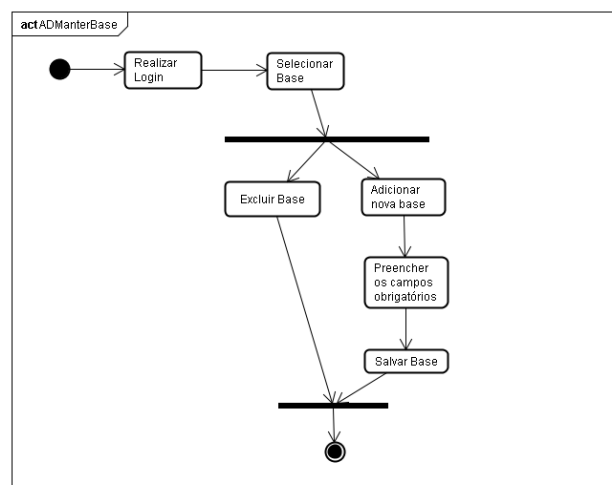 act ADManterBase
Realizar
Login
Selecionar
Base
Excluir Base
Adicionar
nova base
Preencher
os campos
obrigatórios
Salvar Base